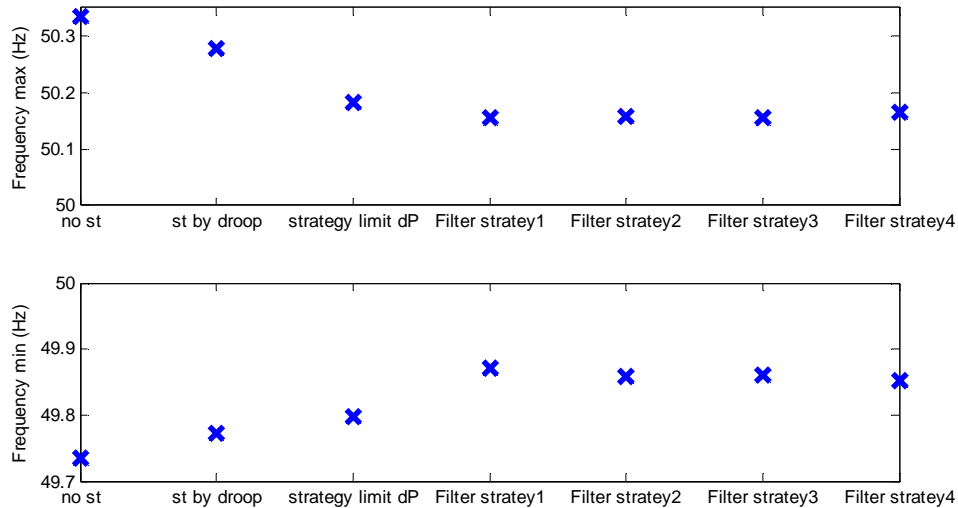 Frequency max (Hz)
50.3
50.2
50.1
50
no st
st by droop
strategy limit dP
Filter stratey1
Filter stratey2
Filter stratey3
Filter stratey4
Frequency min (Hz)
50
49.9
49.8
49.7
no st
st by droop
strategy limit dP
Filter stratey1
Filter stratey2
Filter stratey3
Filter stratey4